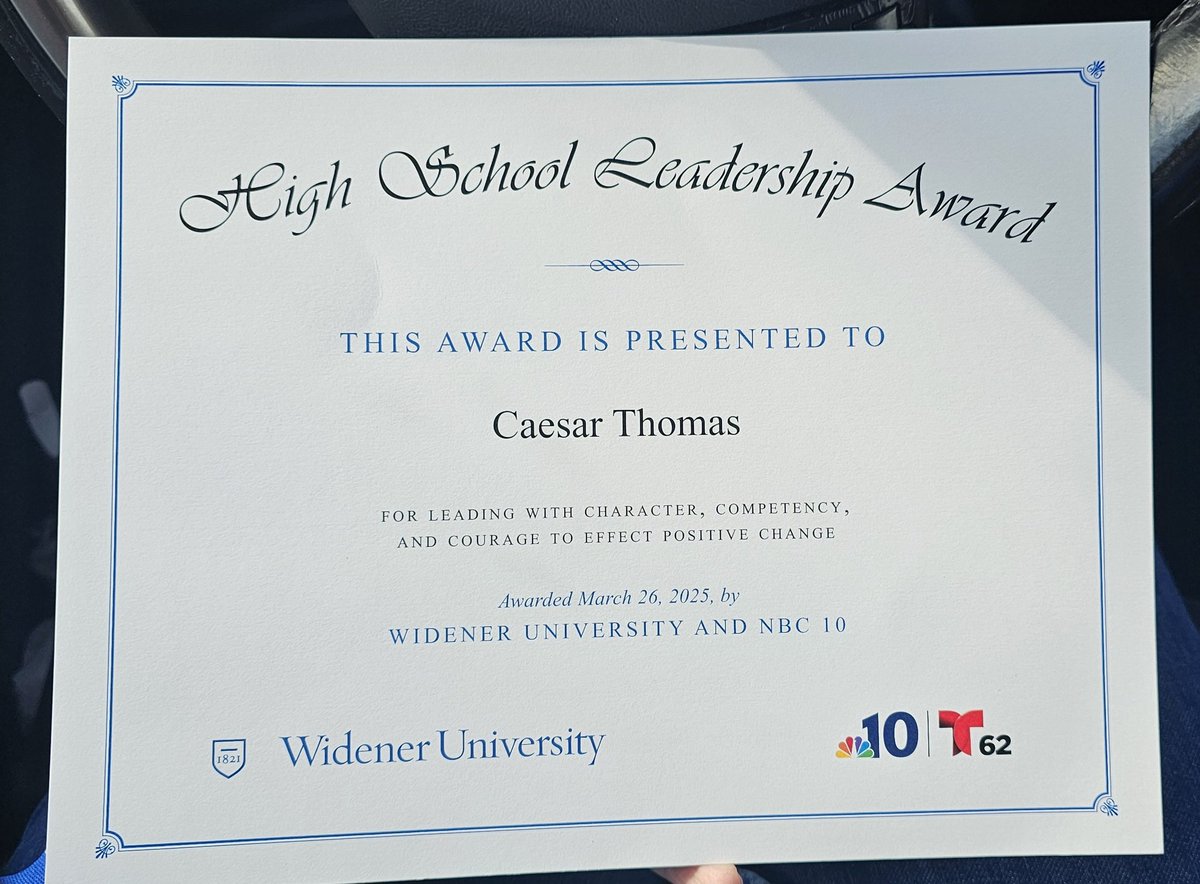 High School Leadership Award
THIS AWARD IS PRESENTED TO
Caesar Thomas
FOR LEADING WITH CHARACTER, COMPETENCY,
AND COURAGE TO EFFECT POSITIVE CHANGE
Awarded March 26, 2025, by
WIDENER UNIVERSITY AND NBC 10
1821 Widener University
10 T 62